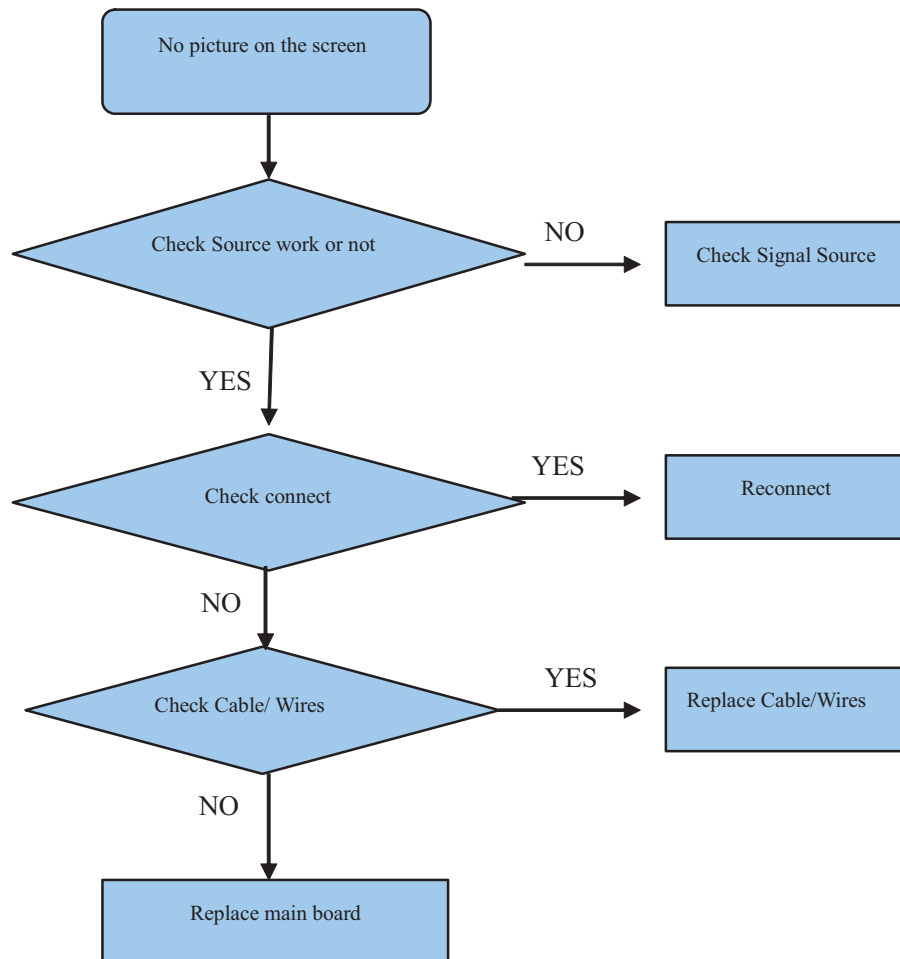 No picture on the screen
Check Source work or not
NO
Check Signal Source
YES
Check connect
YES
Reconnect
NO
Check Cable/ Wires
YES
Replace Cable/Wires
NO
Replace main board